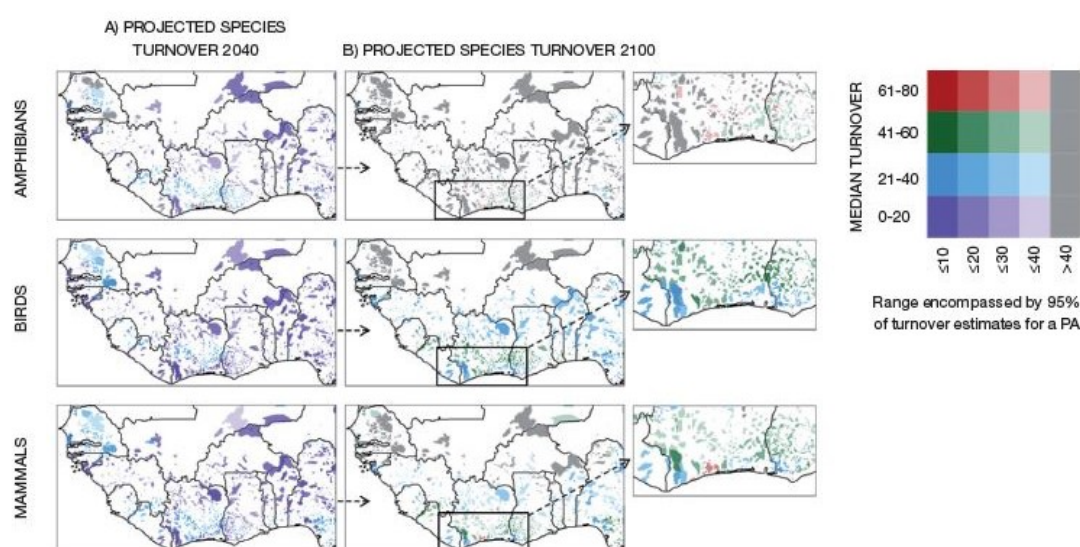 A) PROJECTED SPECIES
TURNOVER 2040
B) PROJECTED SPECIES TURNOVER 2100
AMPHIBIANS
BIRDS
MAMMALS
MEDIAN TURNOVER
61-80
41-60
21-40
0-20
≤10
≤20
≤30
≤40
>40
Range encompassed by 95%
of turnover estimates for a PA